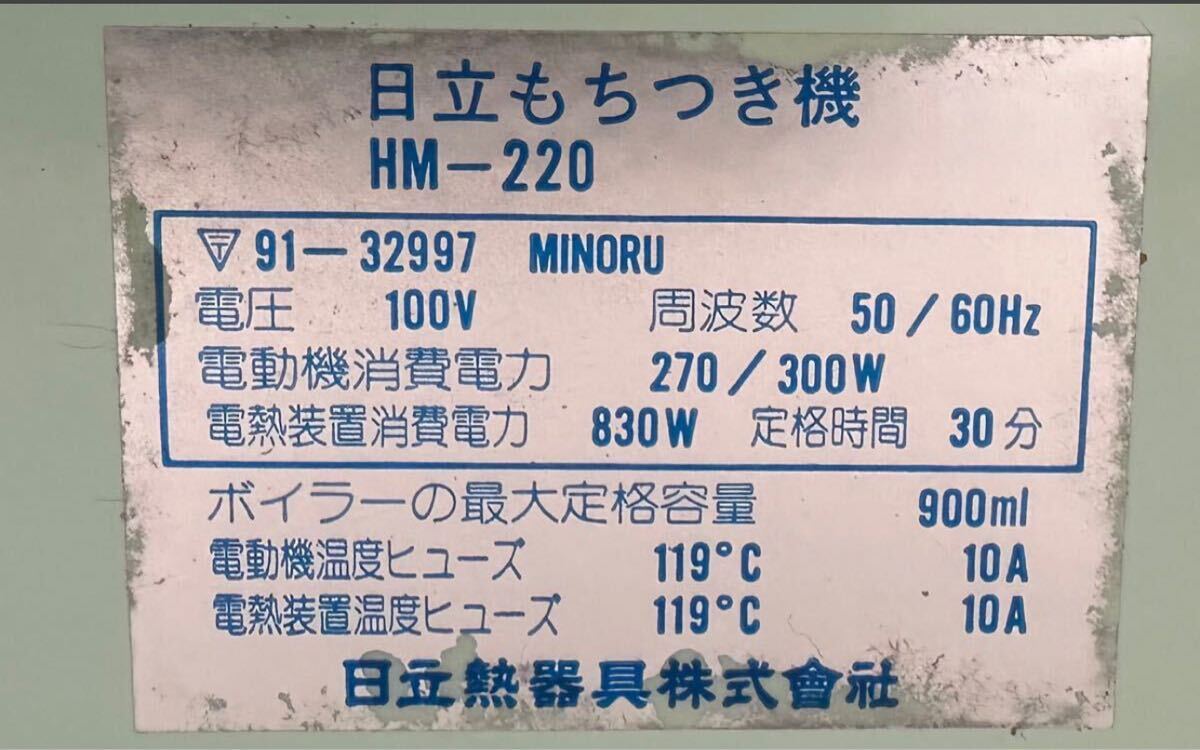 日立もちつき機
HM-220
〒 91-32997 MINORU
電圧 100V 周波数 50/60Hz
電動機消費電力 270/300W
電熱装置消費電力 830W 定格時間 30分
ボイラーの最大定格容量 900ml
電動機温度ヒューズ 119°C 10A
電熱装置温度ヒューズ 119°C 10A
日立熱器具株式會社